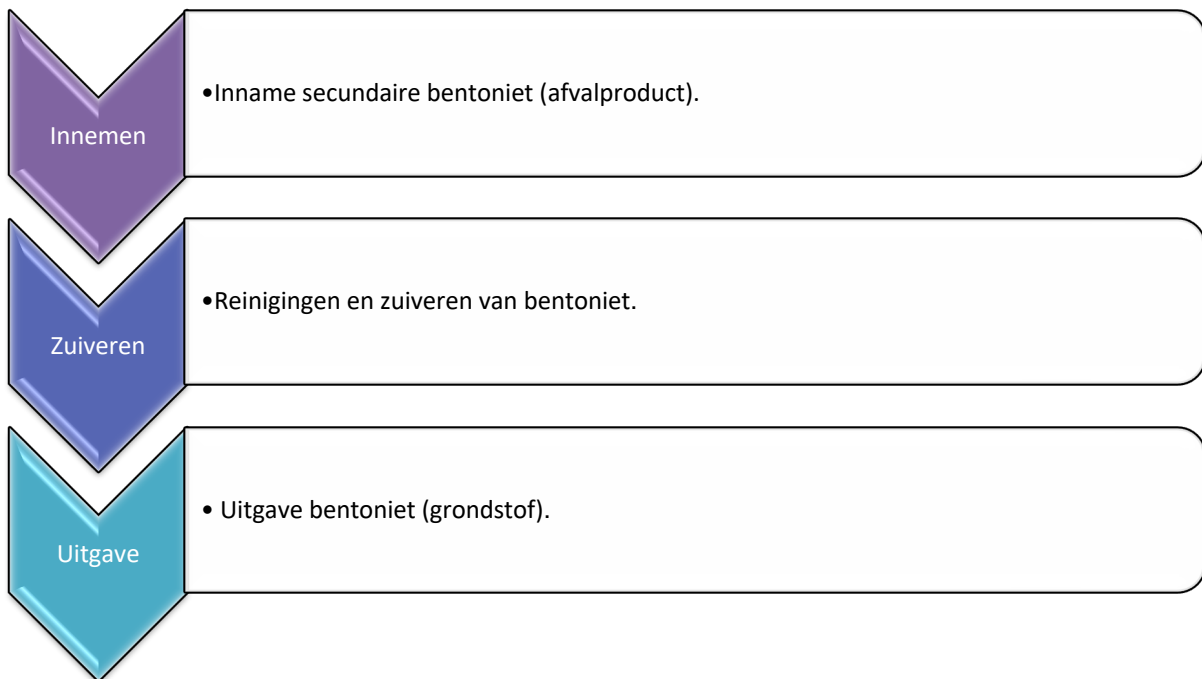 Innemen
•Inname secundaire bentoniet (afvalproduct).
Zuiveren
•Reinigingen en zuiveren van bentoniet.
Uitgave
• Uitgave bentoniet (grondstof).